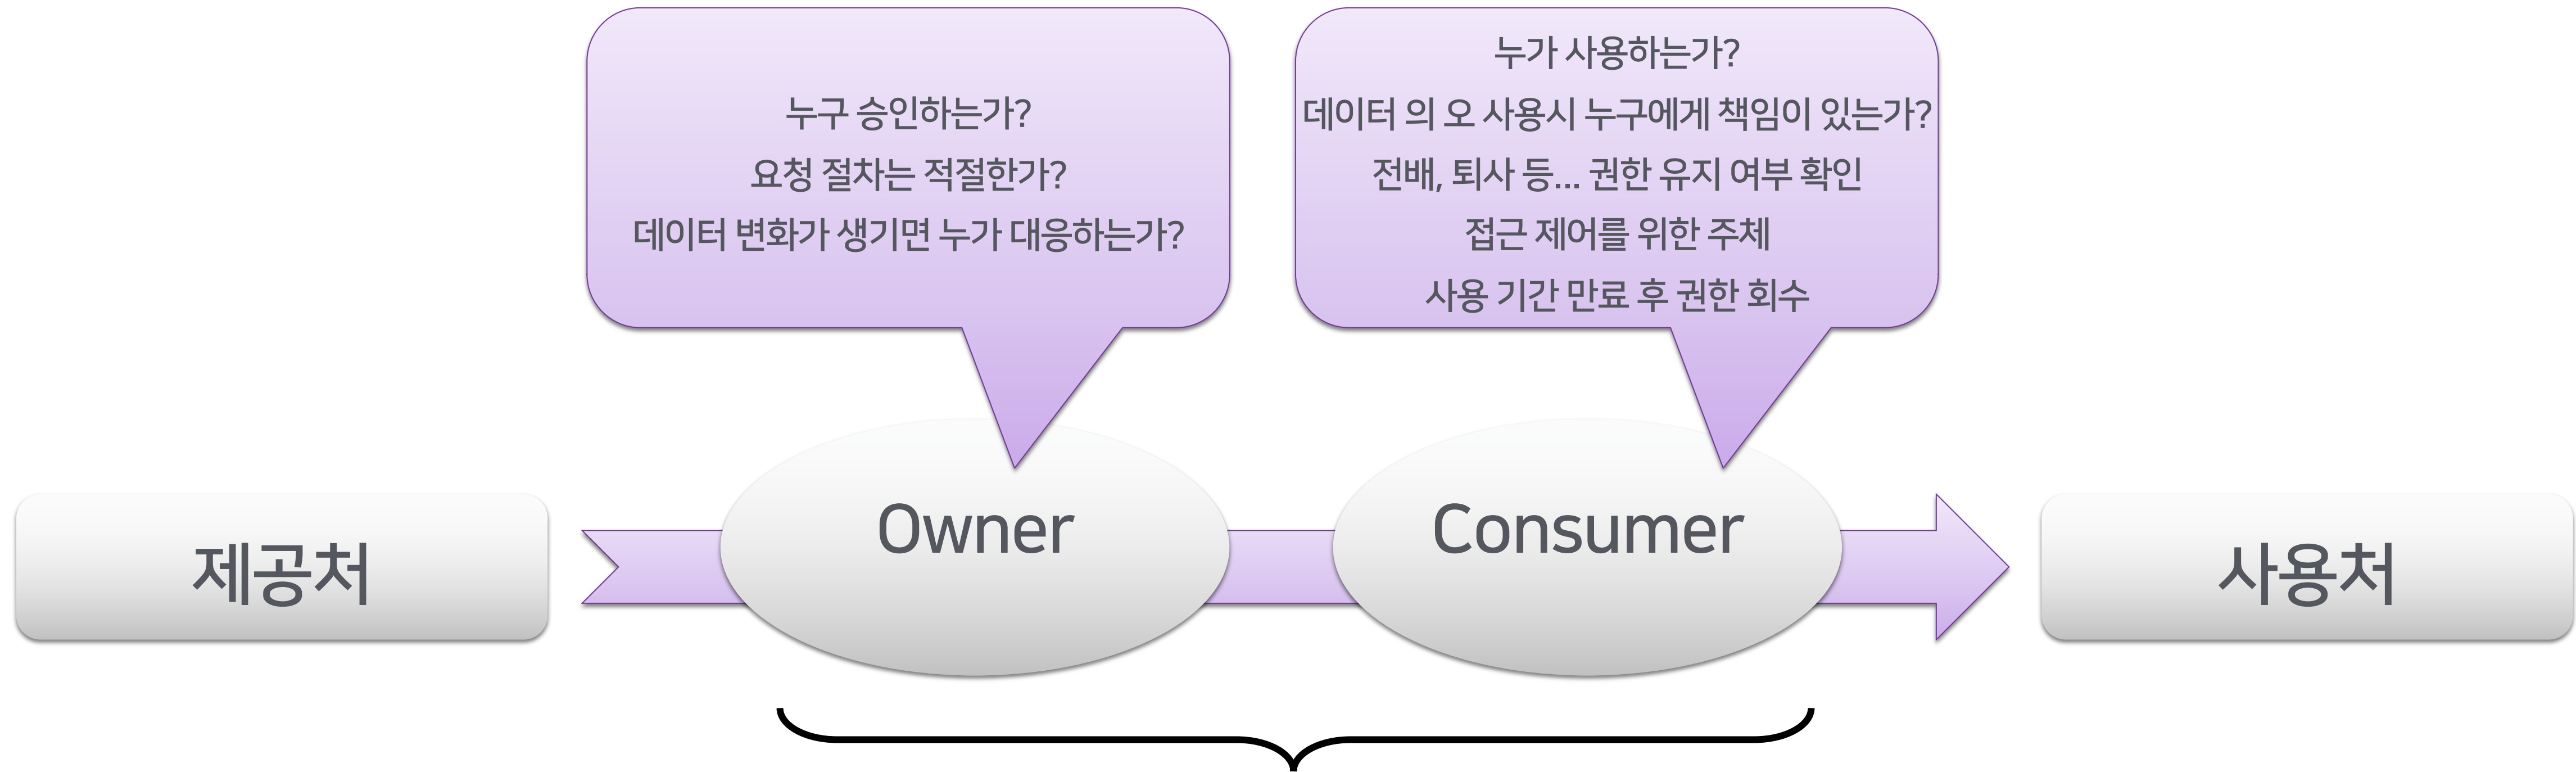 누구 승인하는가?
요청 절차는 적절한가?
데이터 변화가 생기면 누가 대응하는가?
누가 사용하는가?
데이터 의 오 사용시 누구에게 책임이 있는가?
전배, 퇴사 등... 권한 유지 여부 확인
접근 제어를 위한 주체
사용 기간 만료 후 권한 회수
제공처
Owner
Consumer
사용처